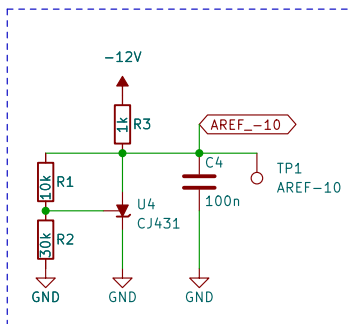 -12V
1k
R3
AREF_-10
C4
TP1
AREF-10
10k
R1
100n
U4
CJ431
30k
R2
GND
GND
GND